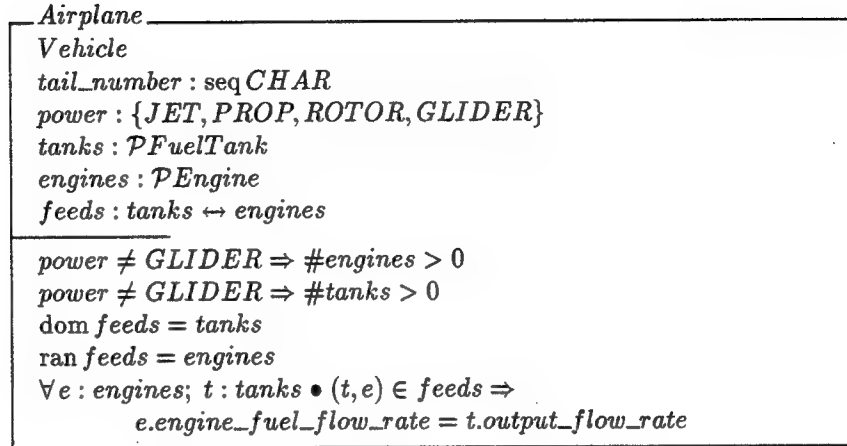 Airplane
Vehicle
tail_number : seq CHAR
power : {JET, PROP, ROTOR, GLIDER}
tanks : 𝒫FuelTank
engines : 𝒫Engine
feeds : tanks ↔ engines
power ≠ GLIDER ⇒ #engines > 0
power ≠ GLIDER ⇒ #tanks > 0
dom feeds = tanks
ran feeds = engines
∀ e : engines; t : tanks • (t, e) ∈ feeds ⇒
e.engine_fuel_flow_rate = t.output_flow_rate